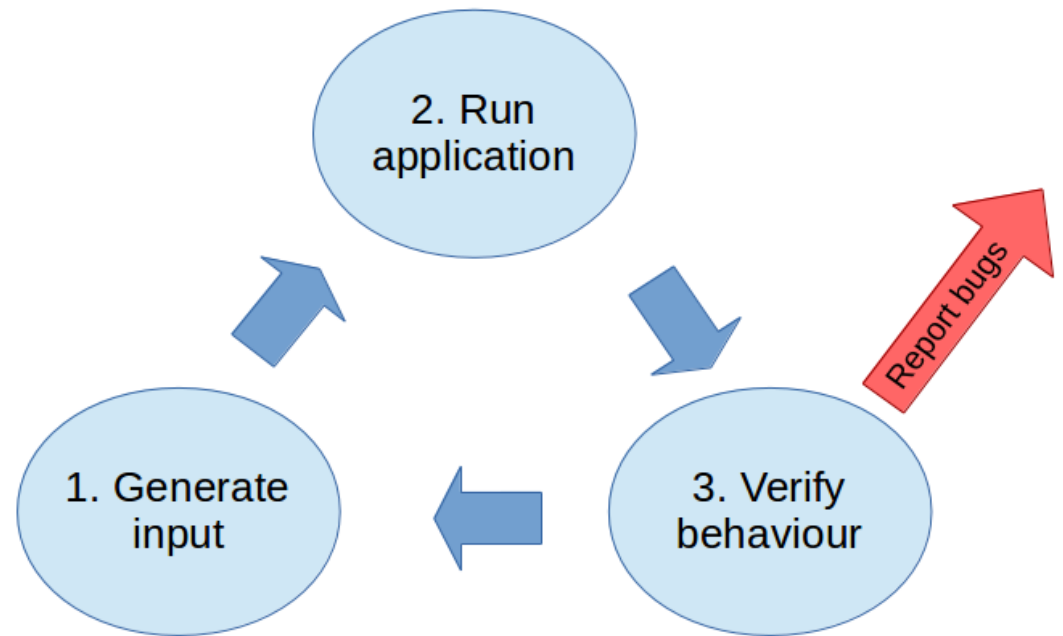 2. Run
application
Report bugs
1. Generate
input
3. Verify
behaviour